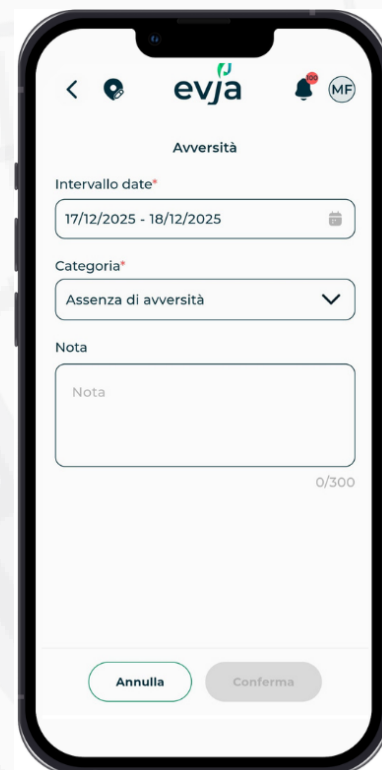 evja
100
MF
Avversità
Intervallo date*
17/12/2025 - 18/12/2025
Categoria*
Assenza di avversità
Nota
Nota
0/300
Annulla
Conferma